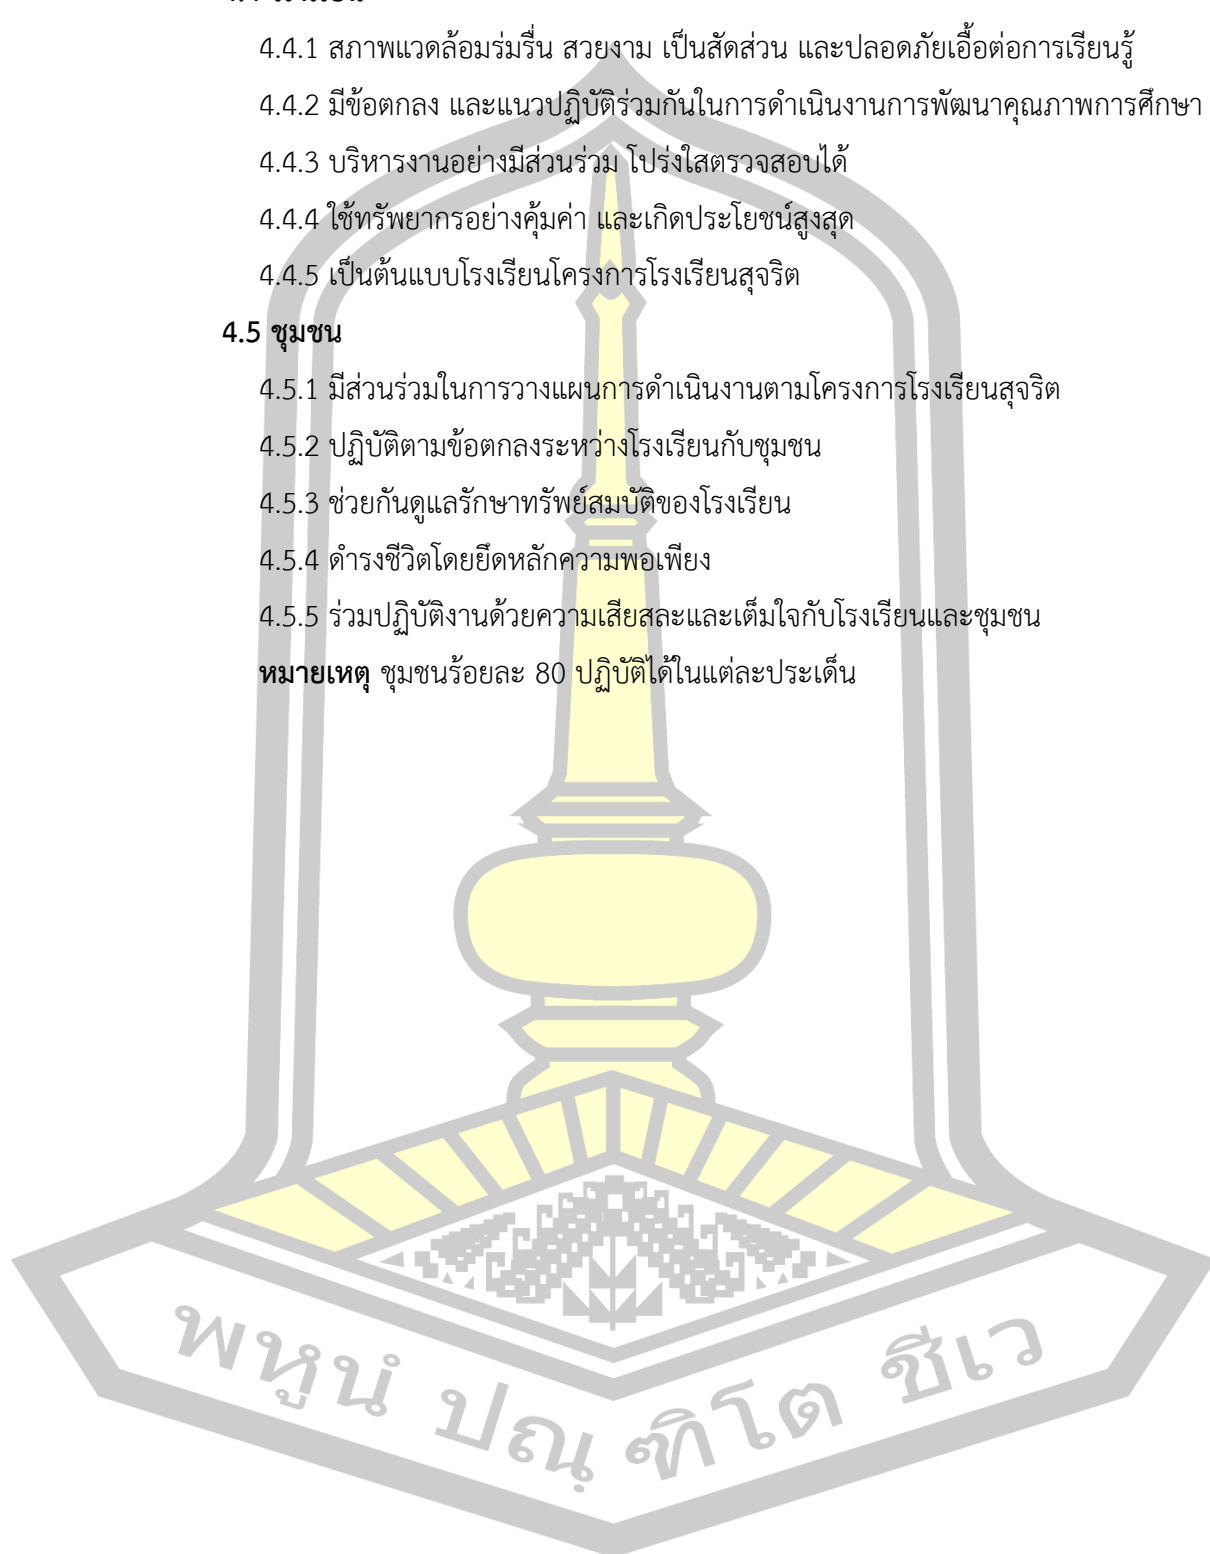 4.4.1 สภาพแวดล้อมร่มรื่น สวยงาม เป็นสัดส่วน และปลอดภัยเอื้อต่อการเรียนรู้
4.4.2 มีข้อตกลง และแนวปฏิบัติร่วมกันในการดำเนินงานการพัฒนาคุณภาพการศึกษา
4.4.3 บริหารงานอย่างมีส่วนร่วม โปร่งใสตรวจสอบได้
4.4.4 ใช้ทรัพยากรอย่างคุ้มค่า และเกิดประโยชน์สูงสุด
4.4.5 เป็นต้นแบบโรงเรียนโครงการโรงเรียนสุจริต
4.5 ชุมชน
4.5.1 มีส่วนร่วมในการวางแผนการดำเนินงานตามโครงการโรงเรียนสุจริต
4.5.2 ปฏิบัติตามข้อตกลงระหว่างโรงเรียนกับชุมชน
4.5.3 ช่วยกันดูแลรักษาทรัพย์สมบัติของโรงเรียน
4.5.4 ดำรงชีวิตโดยยึดหลักความพอเพียง
4.5.5 ร่วมปฏิบัติงานด้วยความเสียสละและเต็มใจกับโรงเรียนและชุมชน
หมายเหตุ ชุมชนร้อยละ 80 ปฏิบัติได้ในแต่ละประเด็น
พหูนํ ปณฺฑิโต ชีเว